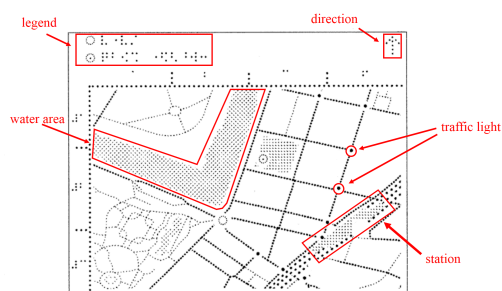 legend
direction
water area
traffic light
station